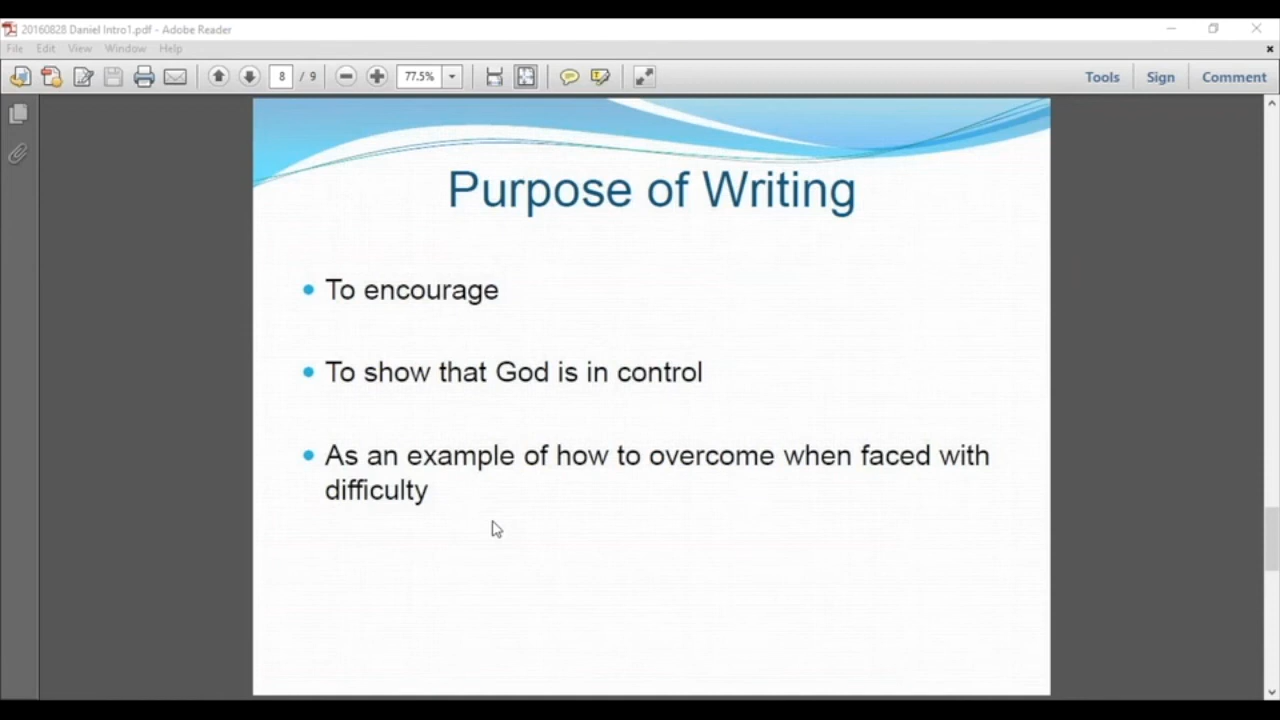 20160828 Daniel Intro1.pdf - Adobe Reader
File Edit View Window Help
8 / 9 77.5% Tools Sign Comment
Purpose of Writing
• To encourage
• To show that God is in control
• As an example of how to overcome when faced with
difficulty